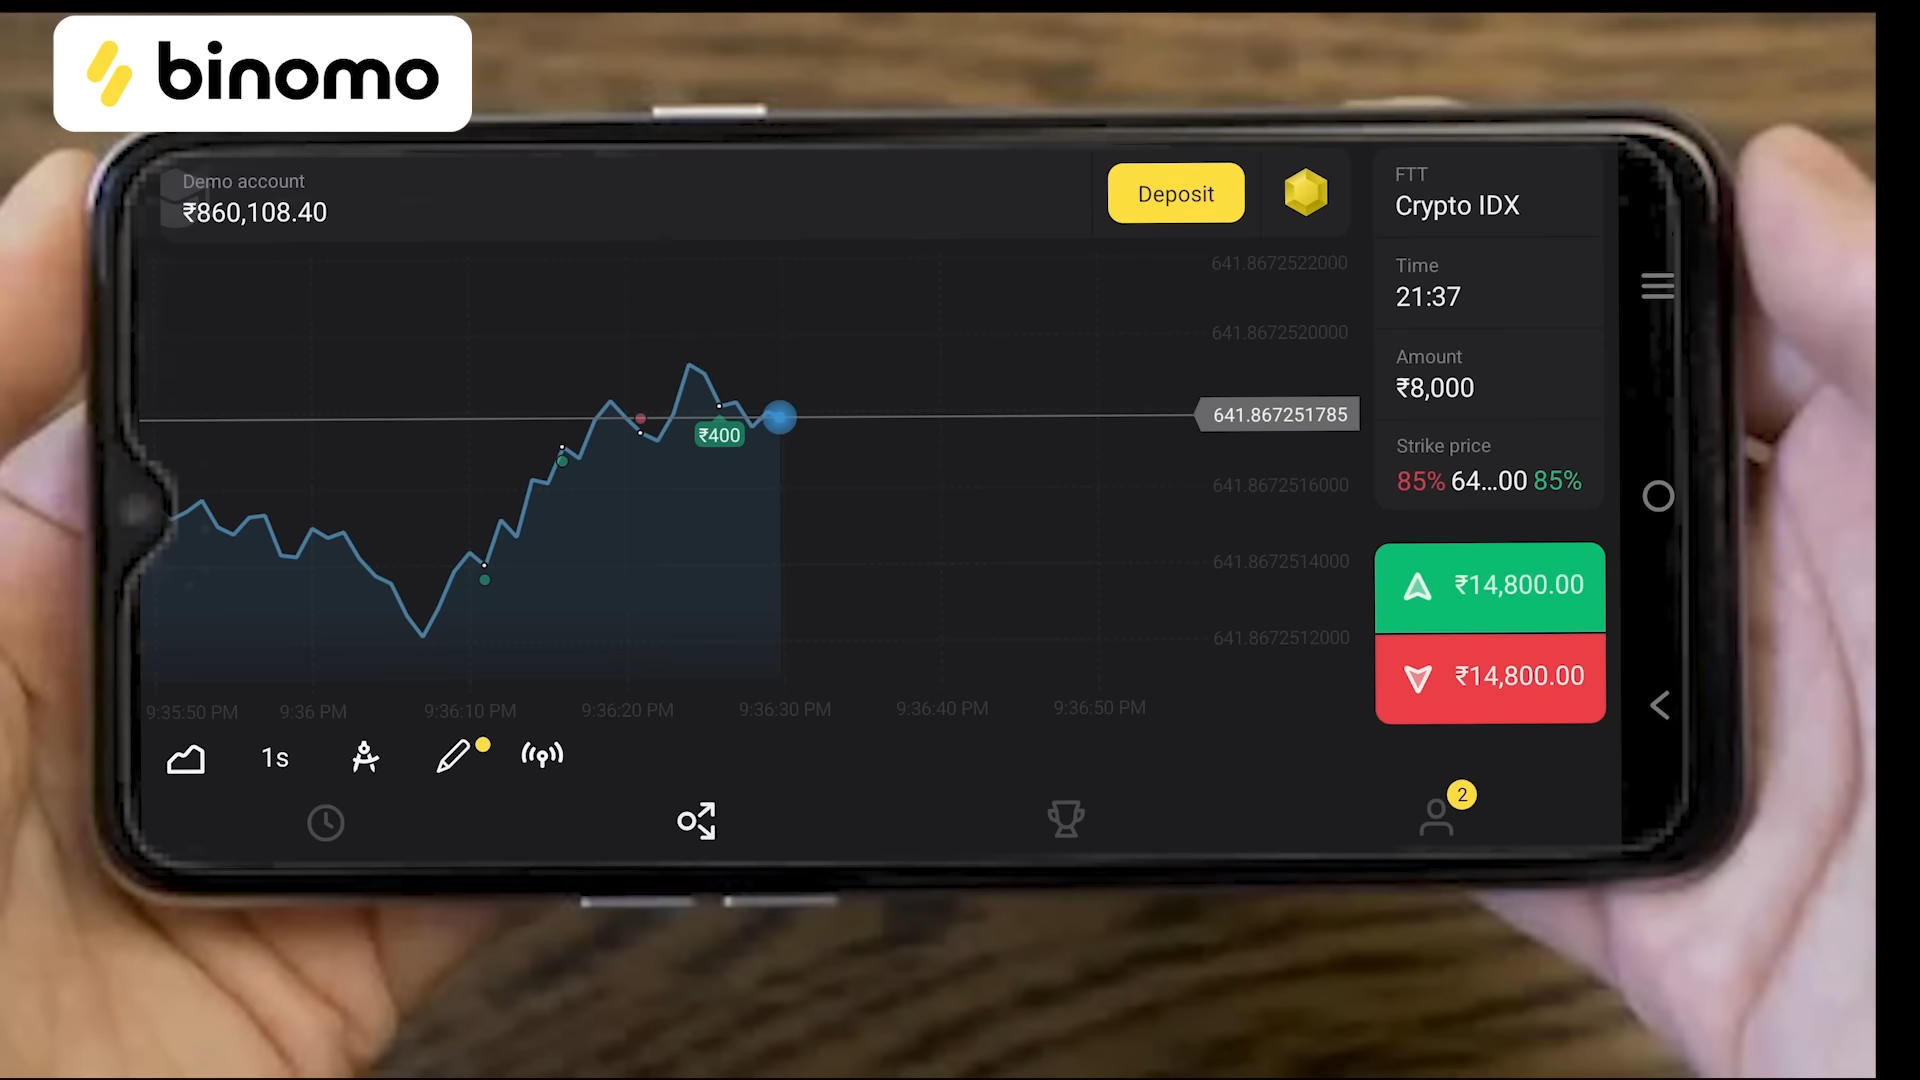 binomo
Demo account
₹860,108.40
Deposit
FTT
Crypto IDX
Time
21:37
Amount
₹8,000
Strike price
85% 64...00 85%
₹14,800.00
₹14,800.00
641.8672522000
641.8672520000
641.867251785
641.8672516000
641.8672514000
641.8672512000
₹400
9:35:50 PM 9:36 PM 9:36:10 PM 9:36:20 PM 9:36:30 PM 9:36:40 PM 9:36:50 PM
1s
2